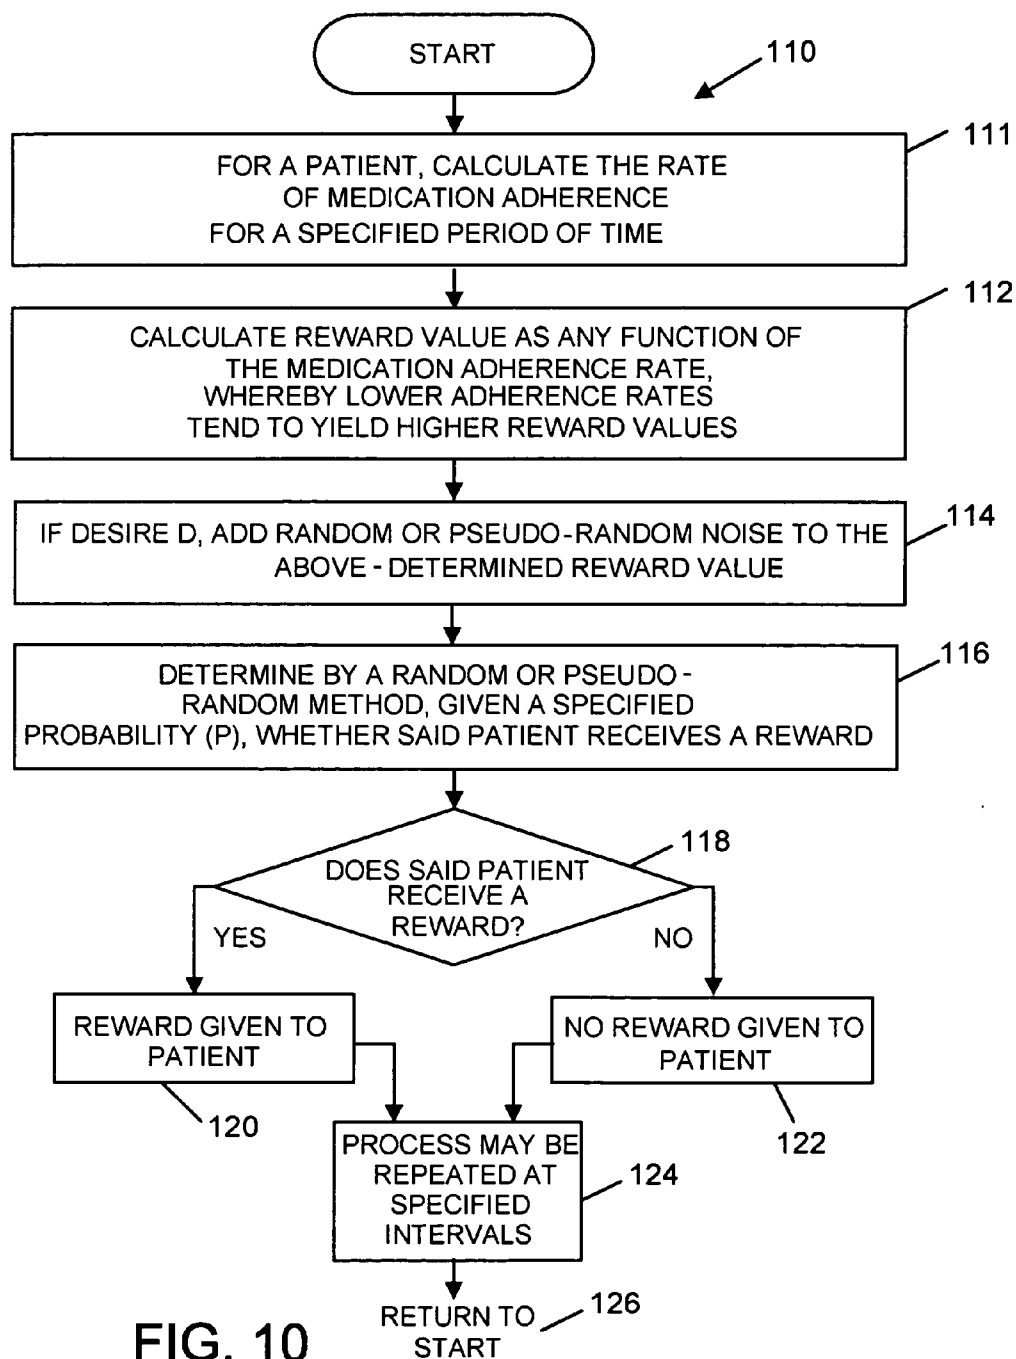 START
110
111
FOR A PATIENT, CALCULATE THE RATE
OF MEDICATION ADHERENCE
FOR A SPECIFIED PERIOD OF TIME
112
CALCULATE REWARD VALUE AS ANY FUNCTION OF
THE MEDICATION ADHERENCE RATE,
WHEREBY LOWER ADHERENCE RATES
TEND TO YIELD HIGHER REWARD VALUES
114
IF DESIRE D, ADD RANDOM OR PSEUDO-RANDOM NOISE TO THE
ABOVE - DETERMINED REWARD VALUE
116
DETERMINE BY A RANDOM OR PSEUDO -
RANDOM METHOD, GIVEN A SPECIFIED
PROBABILITY (P), WHETHER SAID PATIENT RECEIVES A REWARD
118
DOES SAID PATIENT
RECEIVE A
REWARD?
YES
NO
REWARD GIVEN TO
PATIENT
120
NO REWARD GIVEN TO
PATIENT
122
PROCESS MAY BE
REPEATED AT
SPECIFIED
INTERVALS
124
RETURN TO
START
126
FIG. 10